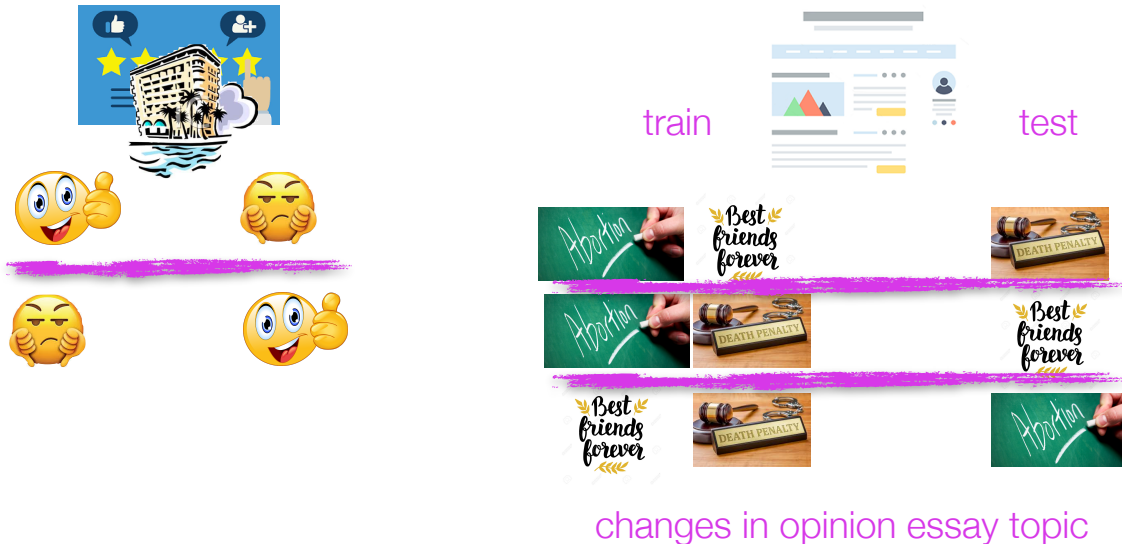 train
test
Abortion
Best
friends
forever
DEATH PENALTY
Abortion
DEATH PENALTY
Best
friends
forever
Best
friends
forever
DEATH PENALTY
Abortion
changes in opinion essay topic